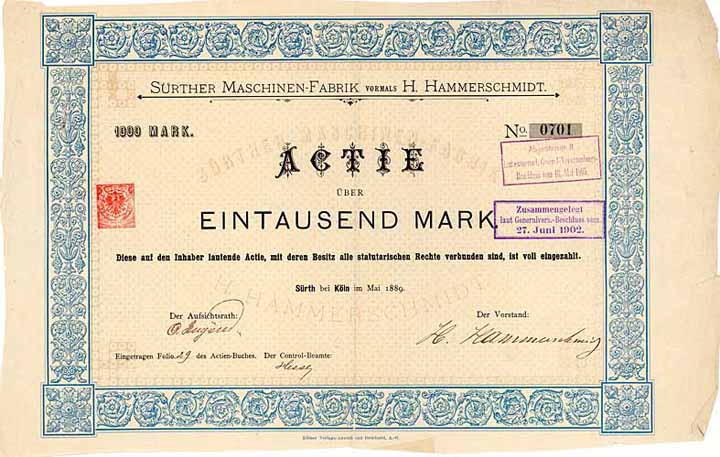 SÜRTHER MASCHINEN-FABRIK VORMALS H. HAMMERSCHMIDT.
1000 MARK.
No. 0701
ACTIE
ÜBER
EINTAUSEND MARK
Zusammengelegt
laut Generalvers.-Beschluss vom
27. Juni 1902.
Diese auf den Inhaber lautende Actie, mit deren Besitz alle statutarischen Rechte verbunden sind, ist voll eingezahlt.
Sürth bei Köln im Mai 1889.
H. HAMMERSCHMIDT
Der Aufsichtsrath:
Der Vorstand:
H. Hammerschmidt
Eingetragen Folio 29 des Actien-Buches. Der Control-Beamte: